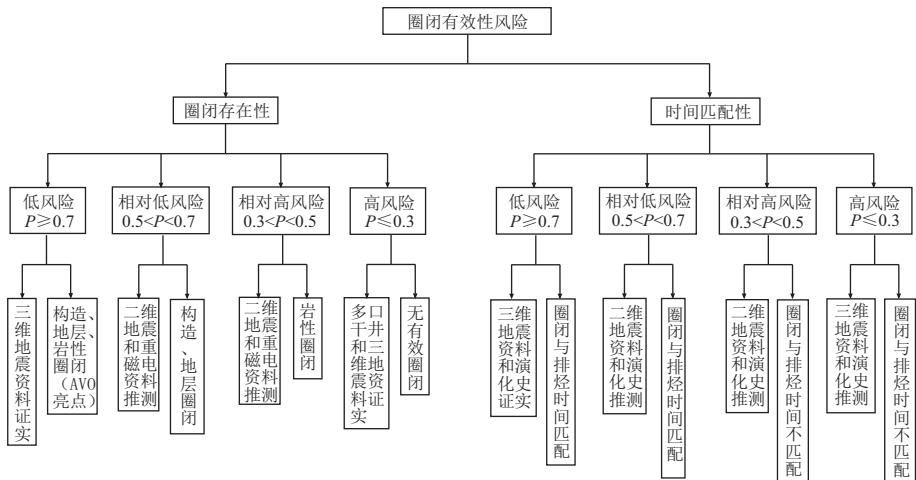 圈闭有效性风险
圈闭存在性
时间匹配性
低风险
P≥0.7
相对低风险
0.5<P<0.7
相对高风险
0.3<P<0.5
高风险
P≤0.3
低风险
P≥0.7
相对低风险
0.5<P<0.7
相对高风险
0.3<P<0.5
高风险
P≤0.3
三维地震资料证实
构造、
地层、
岩性
圈闭
（AVO
亮点）
二维
地震
和重
磁电
资料
推测
构造、地层圈闭
二维
地震
和重
磁电
资料
推测
岩性圈闭
多口
干井
和三
维地
震资
料证
实
无有效圈闭
三维
地震
资料
和演
化史
证实
圈闭与排烃时间匹配
二维
地震
资料
和演
化史
推测
圈闭与排烃时间匹配
二维
地震
资料
和演
化史
推测
圈闭与排烃时间不匹配
三维
地震
资料
和演
化史
推测
圈闭与排烃时间不匹配